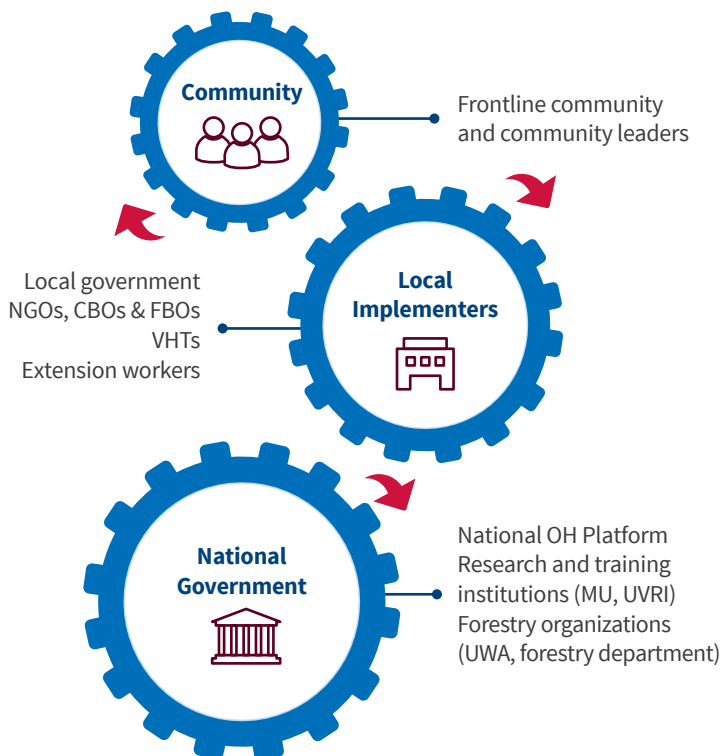 Community
Frontline community
and community leaders
Local government
NGOs, CBOs & FBOs
VHTs
Extension workers
Local
Implementers
National
Government
National OH Platform
Research and training
institutions (MU, UVRI)
Forestry organizations
(UWA, forestry department)